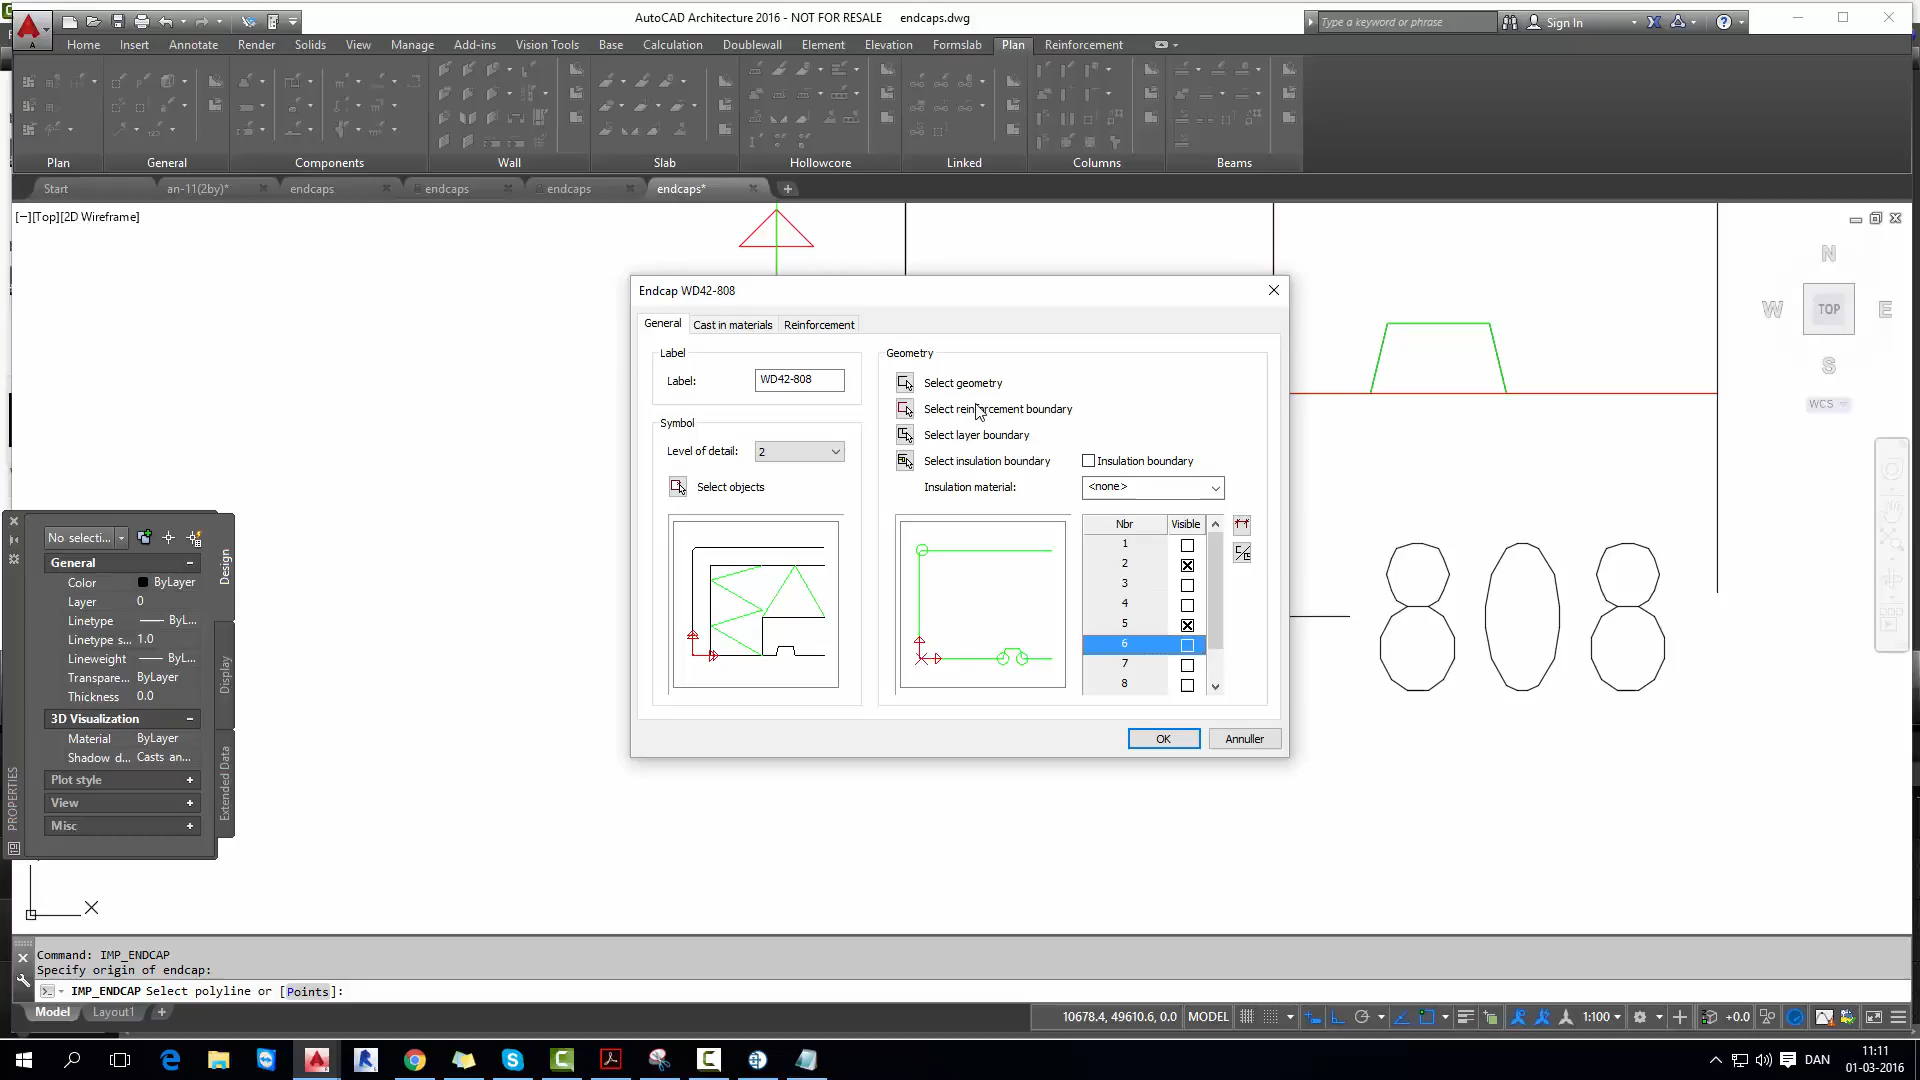 AutoCAD Architecture 2016 - NOT FOR RESALE endcaps.dwg
Type a keyword or phrase
Sign In
Home Insert Annotate Render Solids View Manage Add-ins Vision Tools Base Calculation Doublewall Element Elevation Formslab Plan Reinforcement
Plan General Components Wall Slab Hollowcore Linked Columns Beams
Start an-11(2by)* endcaps endcaps endcaps endcaps*
[−][Top][2D Wireframe]
N
W TOP E
S
WCS
Endcap WD42-808
General Cast in materials Reinforcement
Label
Label: WD42-808
Symbol
Level of detail: 2
Select objects
Geometry
Select geometry
Select reinforcement boundary
Select layer boundary
Select insulation boundary
Insulation boundary
Insulation material: <none>
Nbr Visible
1
2
3
4
5
6
7
8
OK Annuller
No selecti...
General
Color ByLayer
Layer 0
Linetype ByL...
Linetype s... 1.0
Lineweight ByL...
Transpare... ByLayer
Thickness 0.0
3D Visualization
Material ByLayer
Shadow d... Casts an...
Plot style
View
Misc
Design
Display
Extended Data
PROPERTIES
X
Command: IMP_ENDCAP
Specify origin of endcap:
IMP_ENDCAP Select polyline or [Points]:
Model Layout1
10678.4, 49610.6, 0.0 MODEL 1:100 +0.0
DAN
11:11
01-03-2016